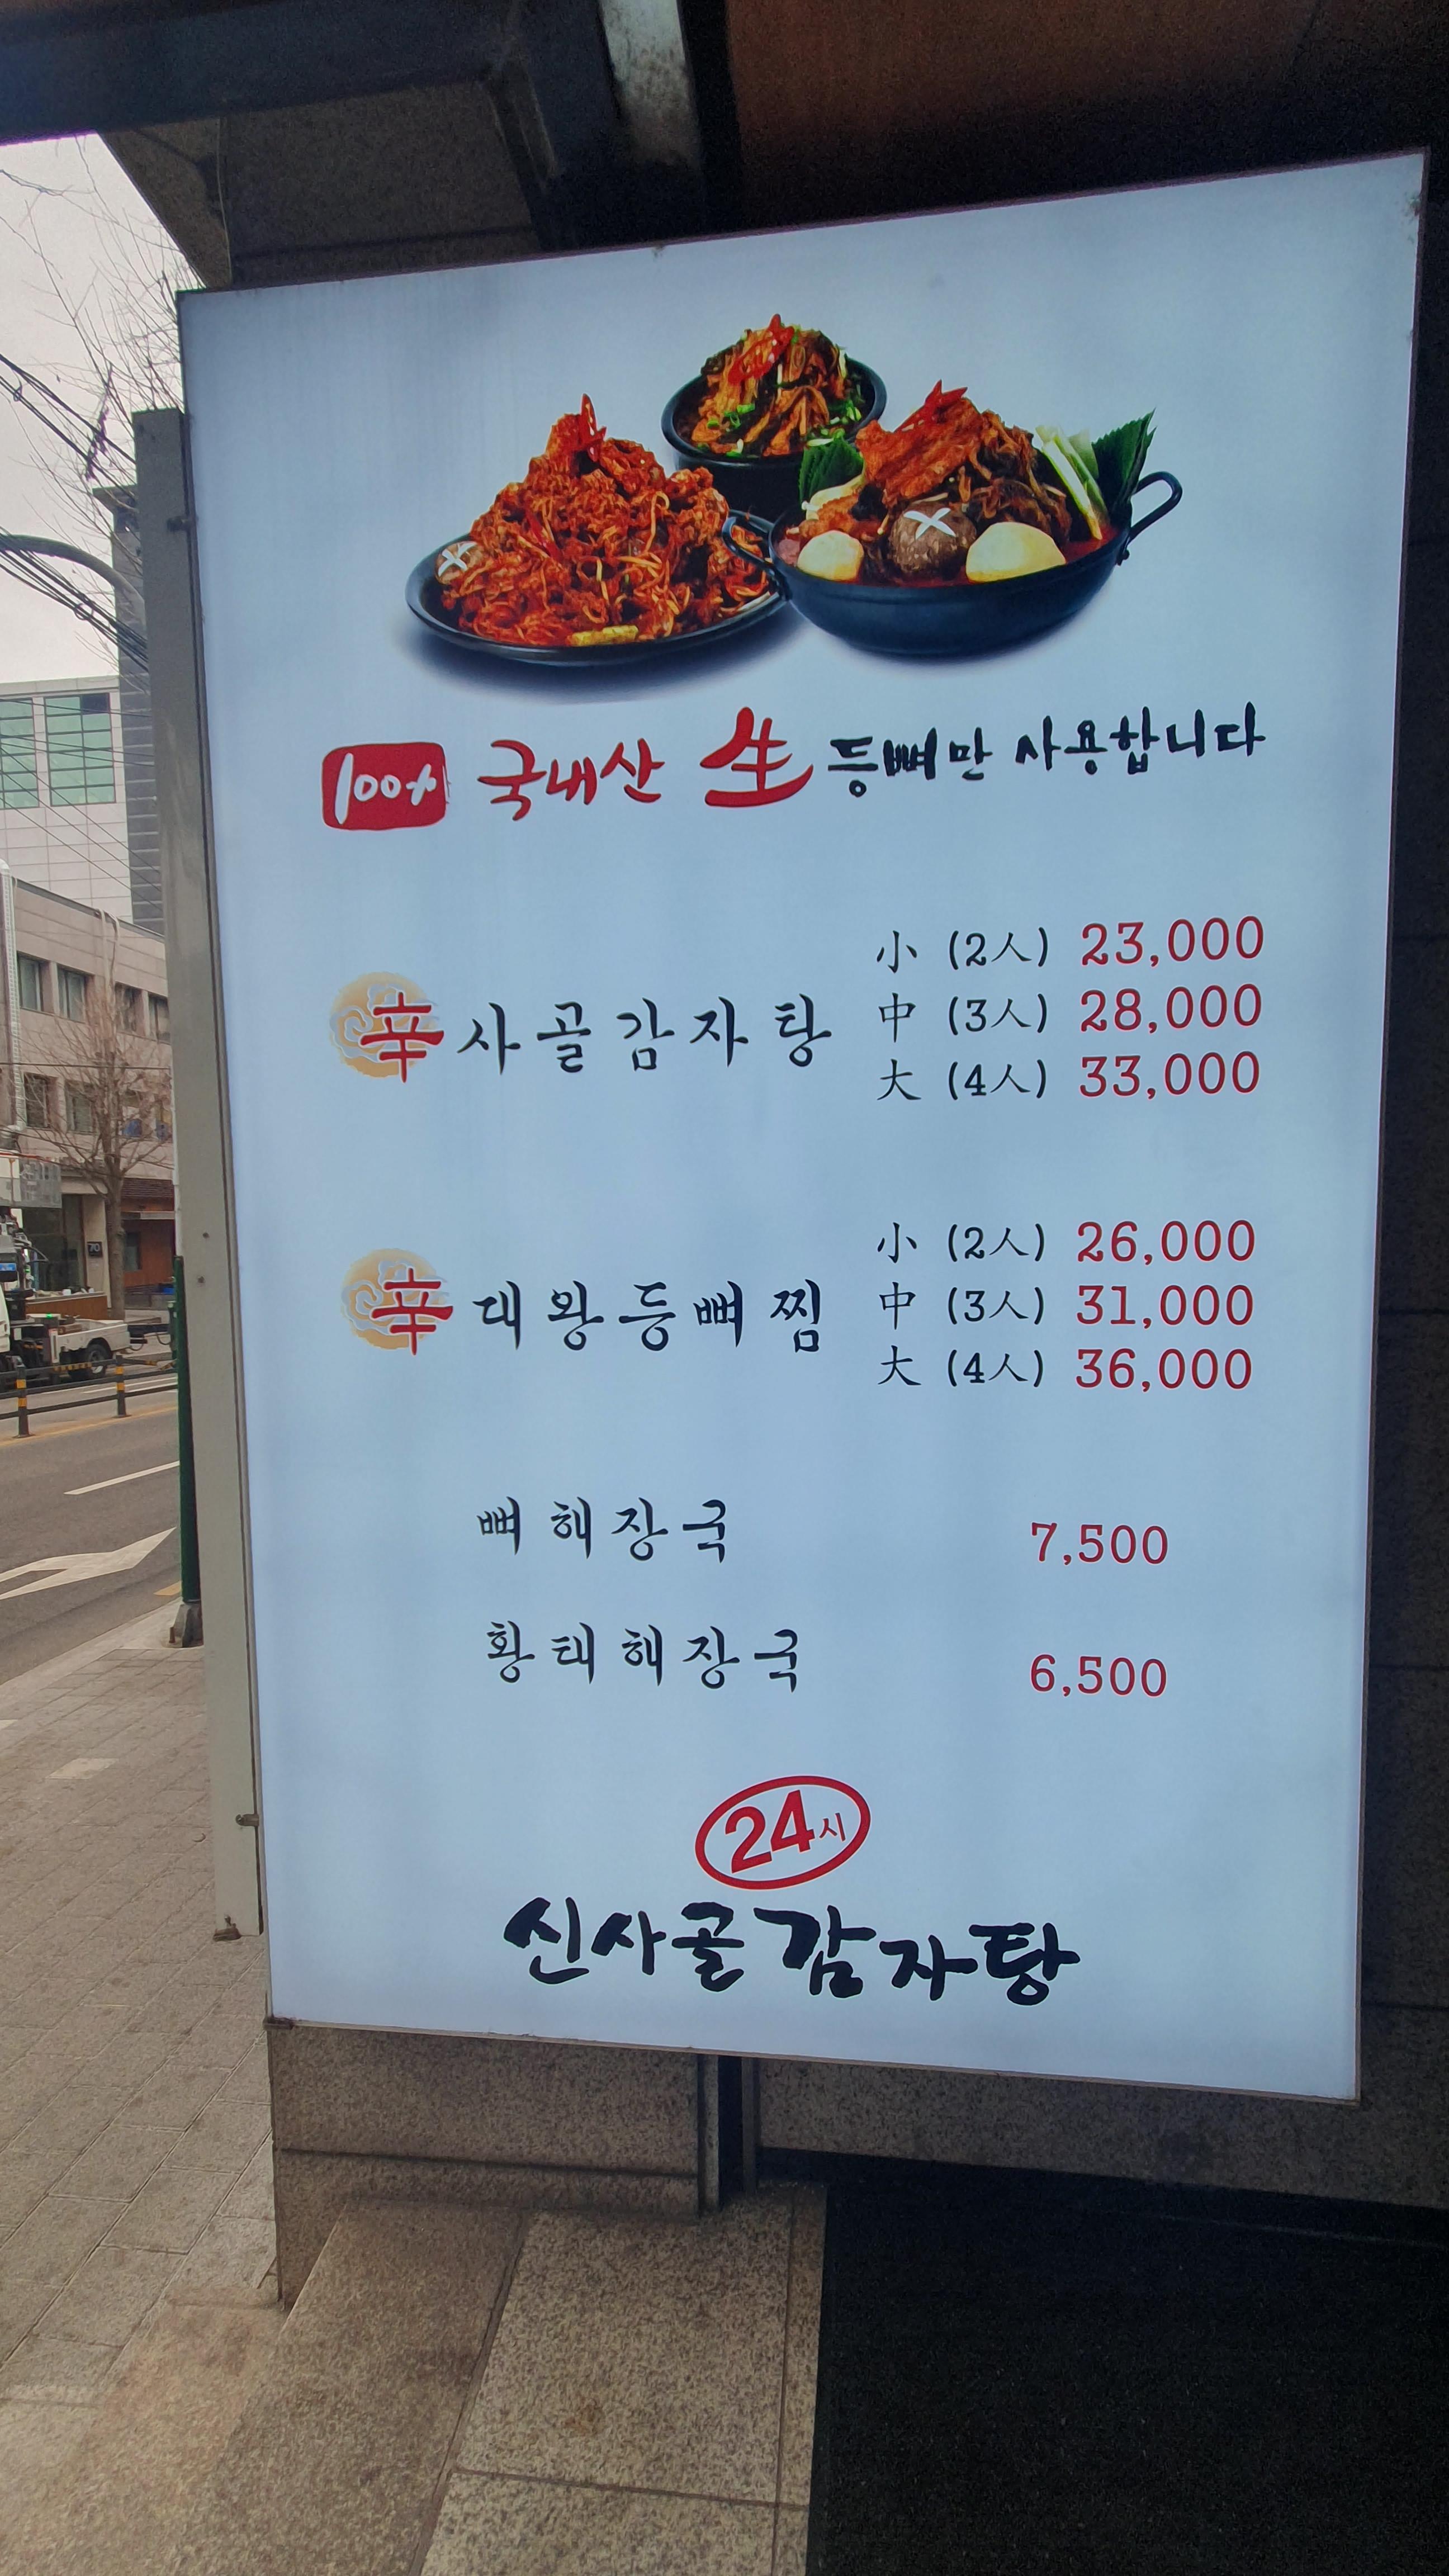 100% 국내산 生 등뼈만 사용합니다
辛 사골감자탕
小 (2人) 23,000
中 (3人) 28,000
大 (4人) 33,000
辛 대왕등뼈찜
小 (2人) 26,000
中 (3人) 31,000
大 (4人) 36,000
뼈해장국 7,500
황태해장국 6,500
24시
신사골감자탕